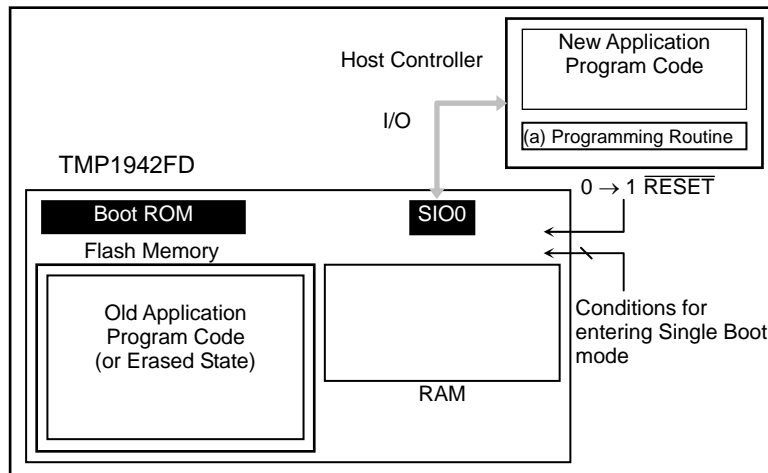 New Application
Program Code
Host Controller
I/O
(a) Programming Routine
TMP1942FD
0 → 1 RESET
Boot ROM
SIO0
Flash Memory
Old Application
Program Code
(or Erased State)
Conditions for
entering Single Boot
mode
RAM